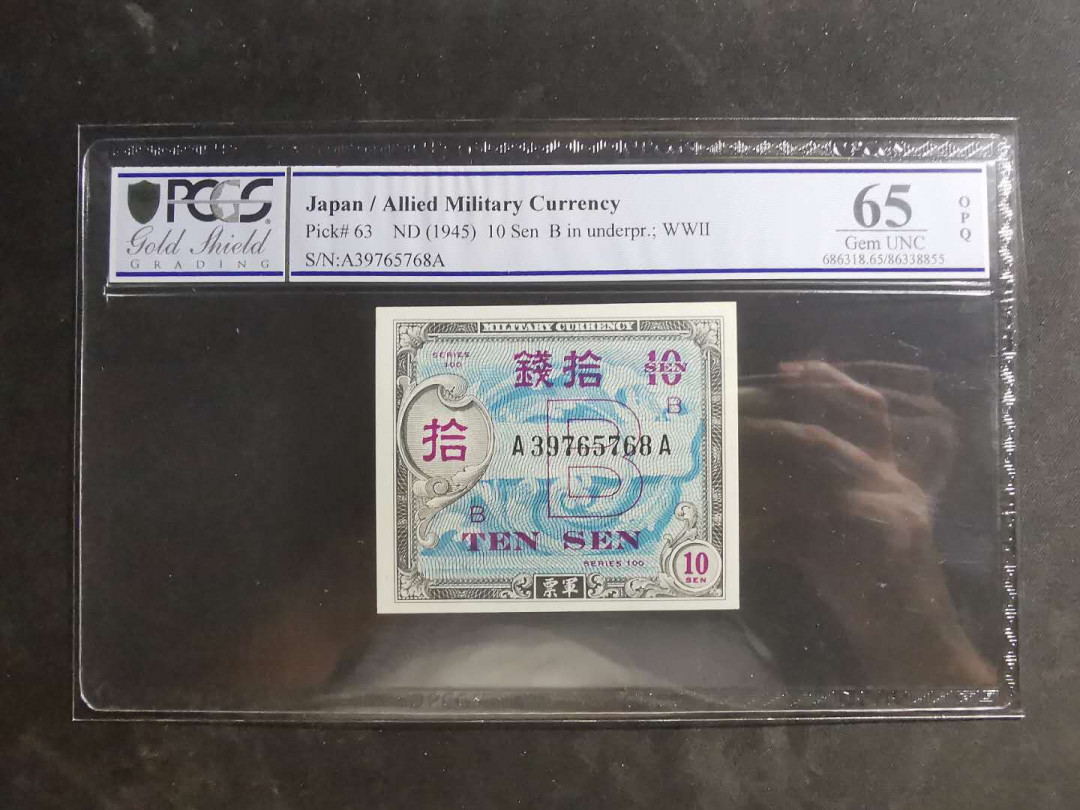 PCGS
Gold Shield
GRADING
Japan / Allied Military Currency
Pick# 63 ND (1945) 10 Sen B in underpr.; WWII
S/N:A39765768A
65
Gem UNC
686318.65/86338855
OPQ
MILITARY CURRENCY
SERIES
100
錢拾
10
SEN
B
拾
A39765768A
B
B
TEN SEN
SERIES 100
10
SEN
票軍